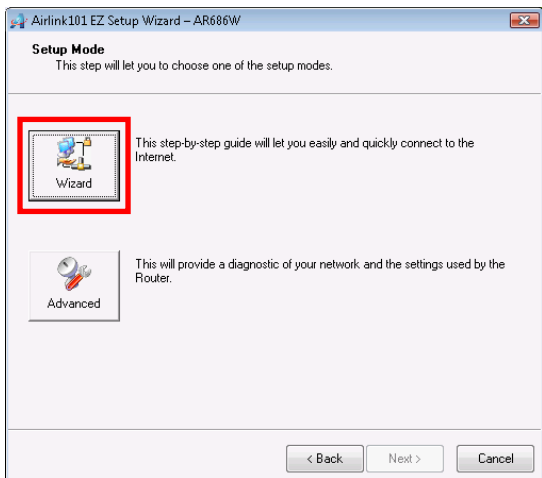 Airlink101 EZ Setup Wizard – AR686W
Setup Mode
This step will let you to choose one of the setup modes.
This step-by-step guide will let you easily and quickly connect to the
Internet.
Wizard
This will provide a diagnostic of your network and the settings used by the
Router.
Advanced
< Back
Next >
Cancel